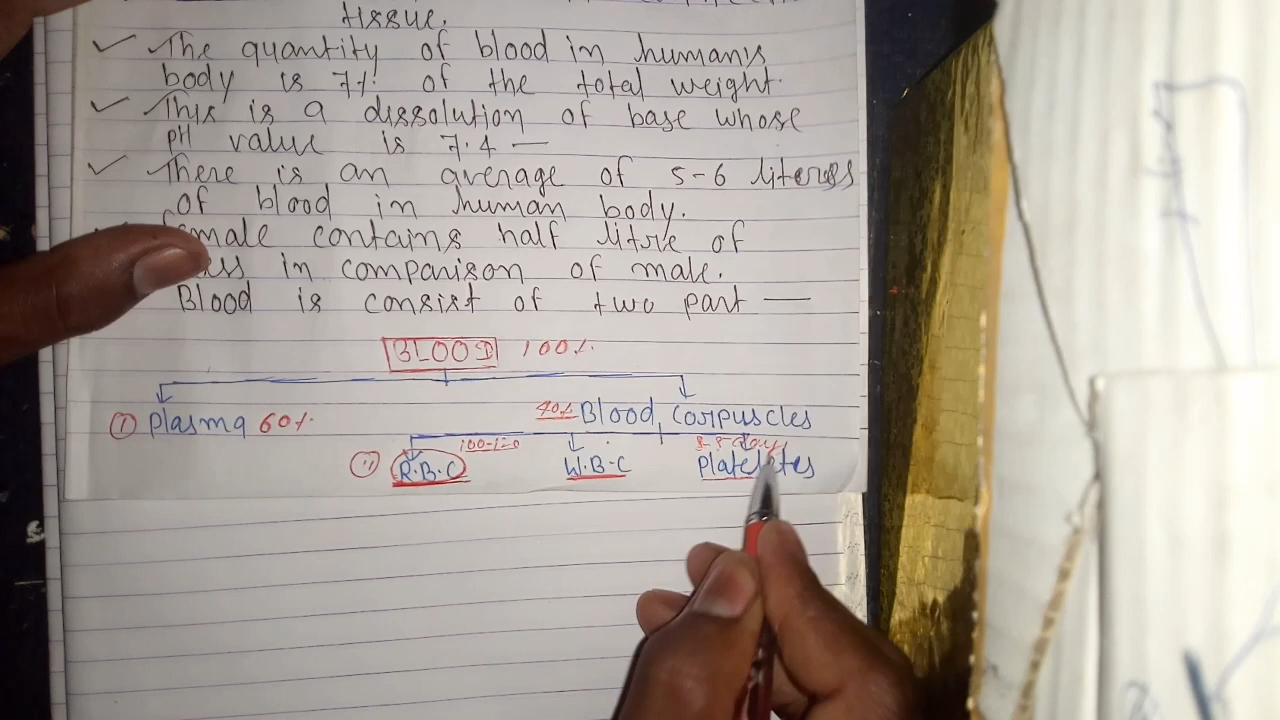 tissue.
The quantity of blood in human's
body is 7% of the total weight.
This is a dissolution of base whose
pH value is 7.4 —
There is an average of 5-6 literes
of blood in human body.
male contains half litre of
in comparison of male.
Blood is consist of two part —
BLOOD 100%.
① Plasma 60%. 40% Blood Corpuscles
100-120
(ii) R.B.C W.B.C Platelates